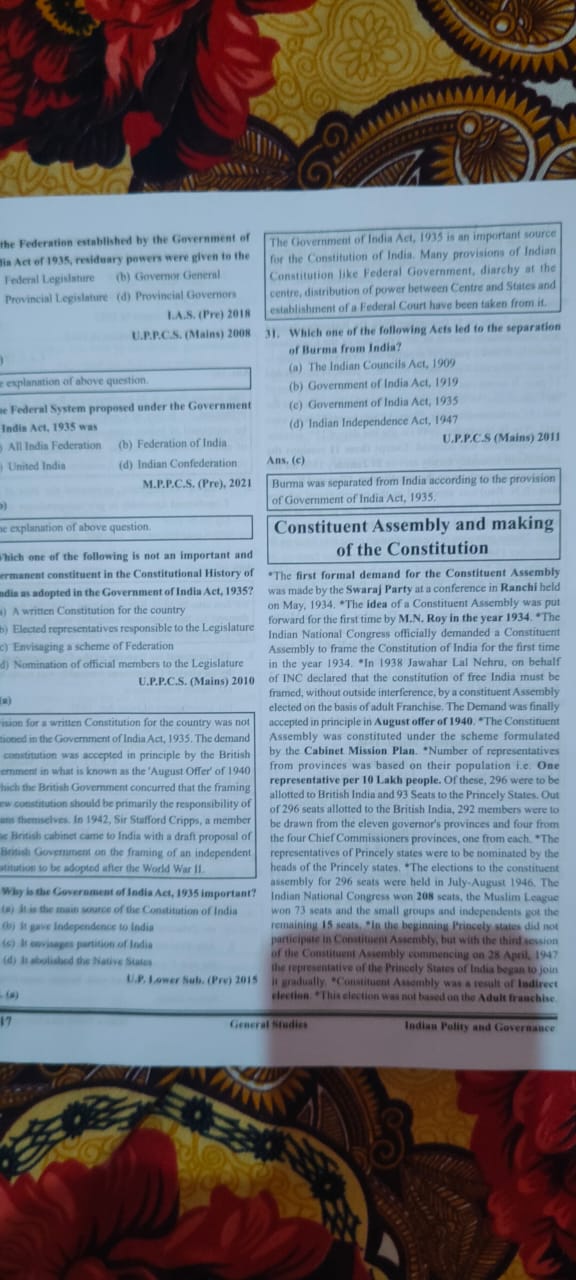 the Federation established by the Government of
dia Act of 1935, residuary powers were given to the
Federal Legislature (b) Governor General
Provincial Legislature (d) Provincial Governors
I.A.S. (Pre) 2018
U.P.P.C.S. (Mains) 2008
)
e explanation of above question.
he Federal System proposed under the Government
India Act, 1935 was
) All India Federation (b) Federation of India
) United India (d) Indian Confederation
M.P.P.C.S. (Pre), 2021
b)
he explanation of above question.
Which one of the following is not an important and
ermanent constituent in the Constitutional History of
ndia as adopted in the Government of India Act, 1935?
a) A written Constitution for the country
b) Elected representatives responsible to the Legislature
c) Envisaging a scheme of Federation
d) Nomination of official members to the Legislature
U.P.P.C.S. (Mains) 2010
(a)
vision for a written Constitution for the country was not
tioned in the Government of India Act, 1935. The demand
constitution was accepted in principle by the British
ernment in what is known as the 'August Offer' of 1940
which the British Government concurred that the framing
ew constitution should be primarily the responsibility of
ans themselves. In 1942, Sir Stafford Cripps, a member
he British cabinet came to India with a draft proposal of
British Government on the framing of an independent
stitution to be adopted after the World War II.
Why is the Government of India Act, 1935 important?
(a) It is the main source of the Constitution of India
(b) It gave Independence to India
(c) It envisages partition of India
(d) It abolished the Native States
U.P. Lower Sub. (Pre) 2015
. (a)
The Government of India Act, 1935 is an important source
for the Constitution of India. Many provisions of Indian
Constitution like Federal Government, diarchy at the
centre, distribution of power between Centre and States and
establishment of a Federal Court have been taken from it.
31. Which one of the following Acts led to the separation
of Burma from India?
(a) The Indian Councils Act, 1909
(b) Government of India Act, 1919
(c) Government of India Act, 1935
(d) Indian Independence Act, 1947
U.P.P.C.S (Mains) 2011
Ans. (c)
Burma was separated from India according to the provision
of Government of India Act, 1935.
Constituent Assembly and making
of the Constitution
*The first formal demand for the Constituent Assembly
was made by the Swaraj Party at a conference in Ranchi held
on May, 1934. *The idea of a Constituent Assembly was put
forward for the first time by M.N. Roy in the year 1934. *The
Indian National Congress officially demanded a Constituent
Assembly to frame the Constitution of India for the first time
in the year 1934. *In 1938 Jawahar Lal Nehru, on behalf
of INC declared that the constitution of free India must be
framed, without outside interference, by a constituent Assembly
elected on the basis of adult Franchise. The Demand was finally
accepted in principle in August offer of 1940. *The Constituent
Assembly was constituted under the scheme formulated
by the Cabinet Mission Plan. *Number of representatives
from provinces was based on their population i.e. One
representative per 10 Lakh people. Of these, 296 were to be
allotted to British India and 93 Seats to the Princely States. Out
of 296 seats allotted to the British India, 292 members were to
be drawn from the eleven governor's provinces and four from
the four Chief Commissioners provinces, one from each. *The
representatives of Princely states were to be nominated by the
heads of the Princely states. *The elections to the constituent
assembly for 296 seats were held in July-August 1946. The
Indian National Congress won 208 seats, the Muslim League
won 73 seats and the small groups and independents got the
remaining 15 seats. *In the beginning Princely states did not
participate in Constituent Assembly, but with the third session
of the Constituent Assembly commencing on 28 April, 1947
the representative of the Princely States of India began to join
it gradually. *Constituent Assembly was a result of Indirect
election. *This election was not based on the Adult franchise.
17 General Studies Indian Polity and Governance